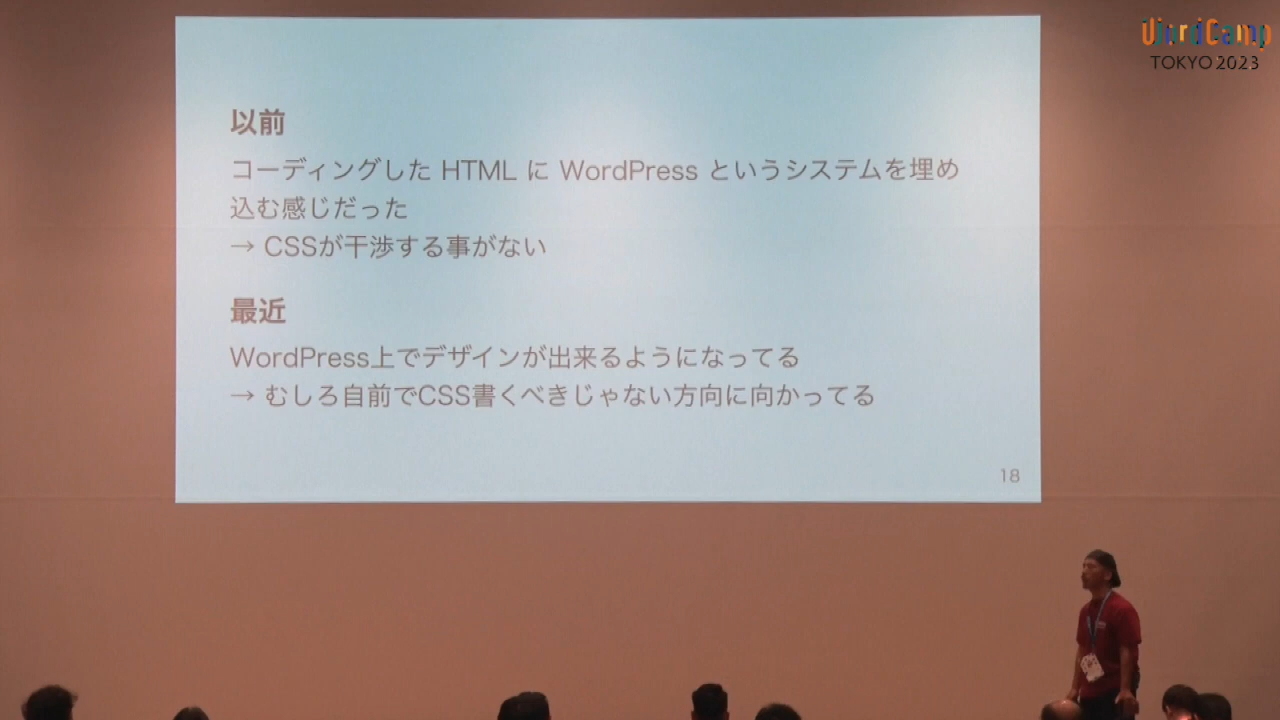 WordCamp
TOKYO 2023
以前
コーディングした HTML に WordPress というシステムを埋め
込む感じだった
→ CSSが干渉する事がない
最近
WordPress上でデザインが出来るようになってる
→ むしろ自前でCSS書くべきじゃない方向に向かってる
18